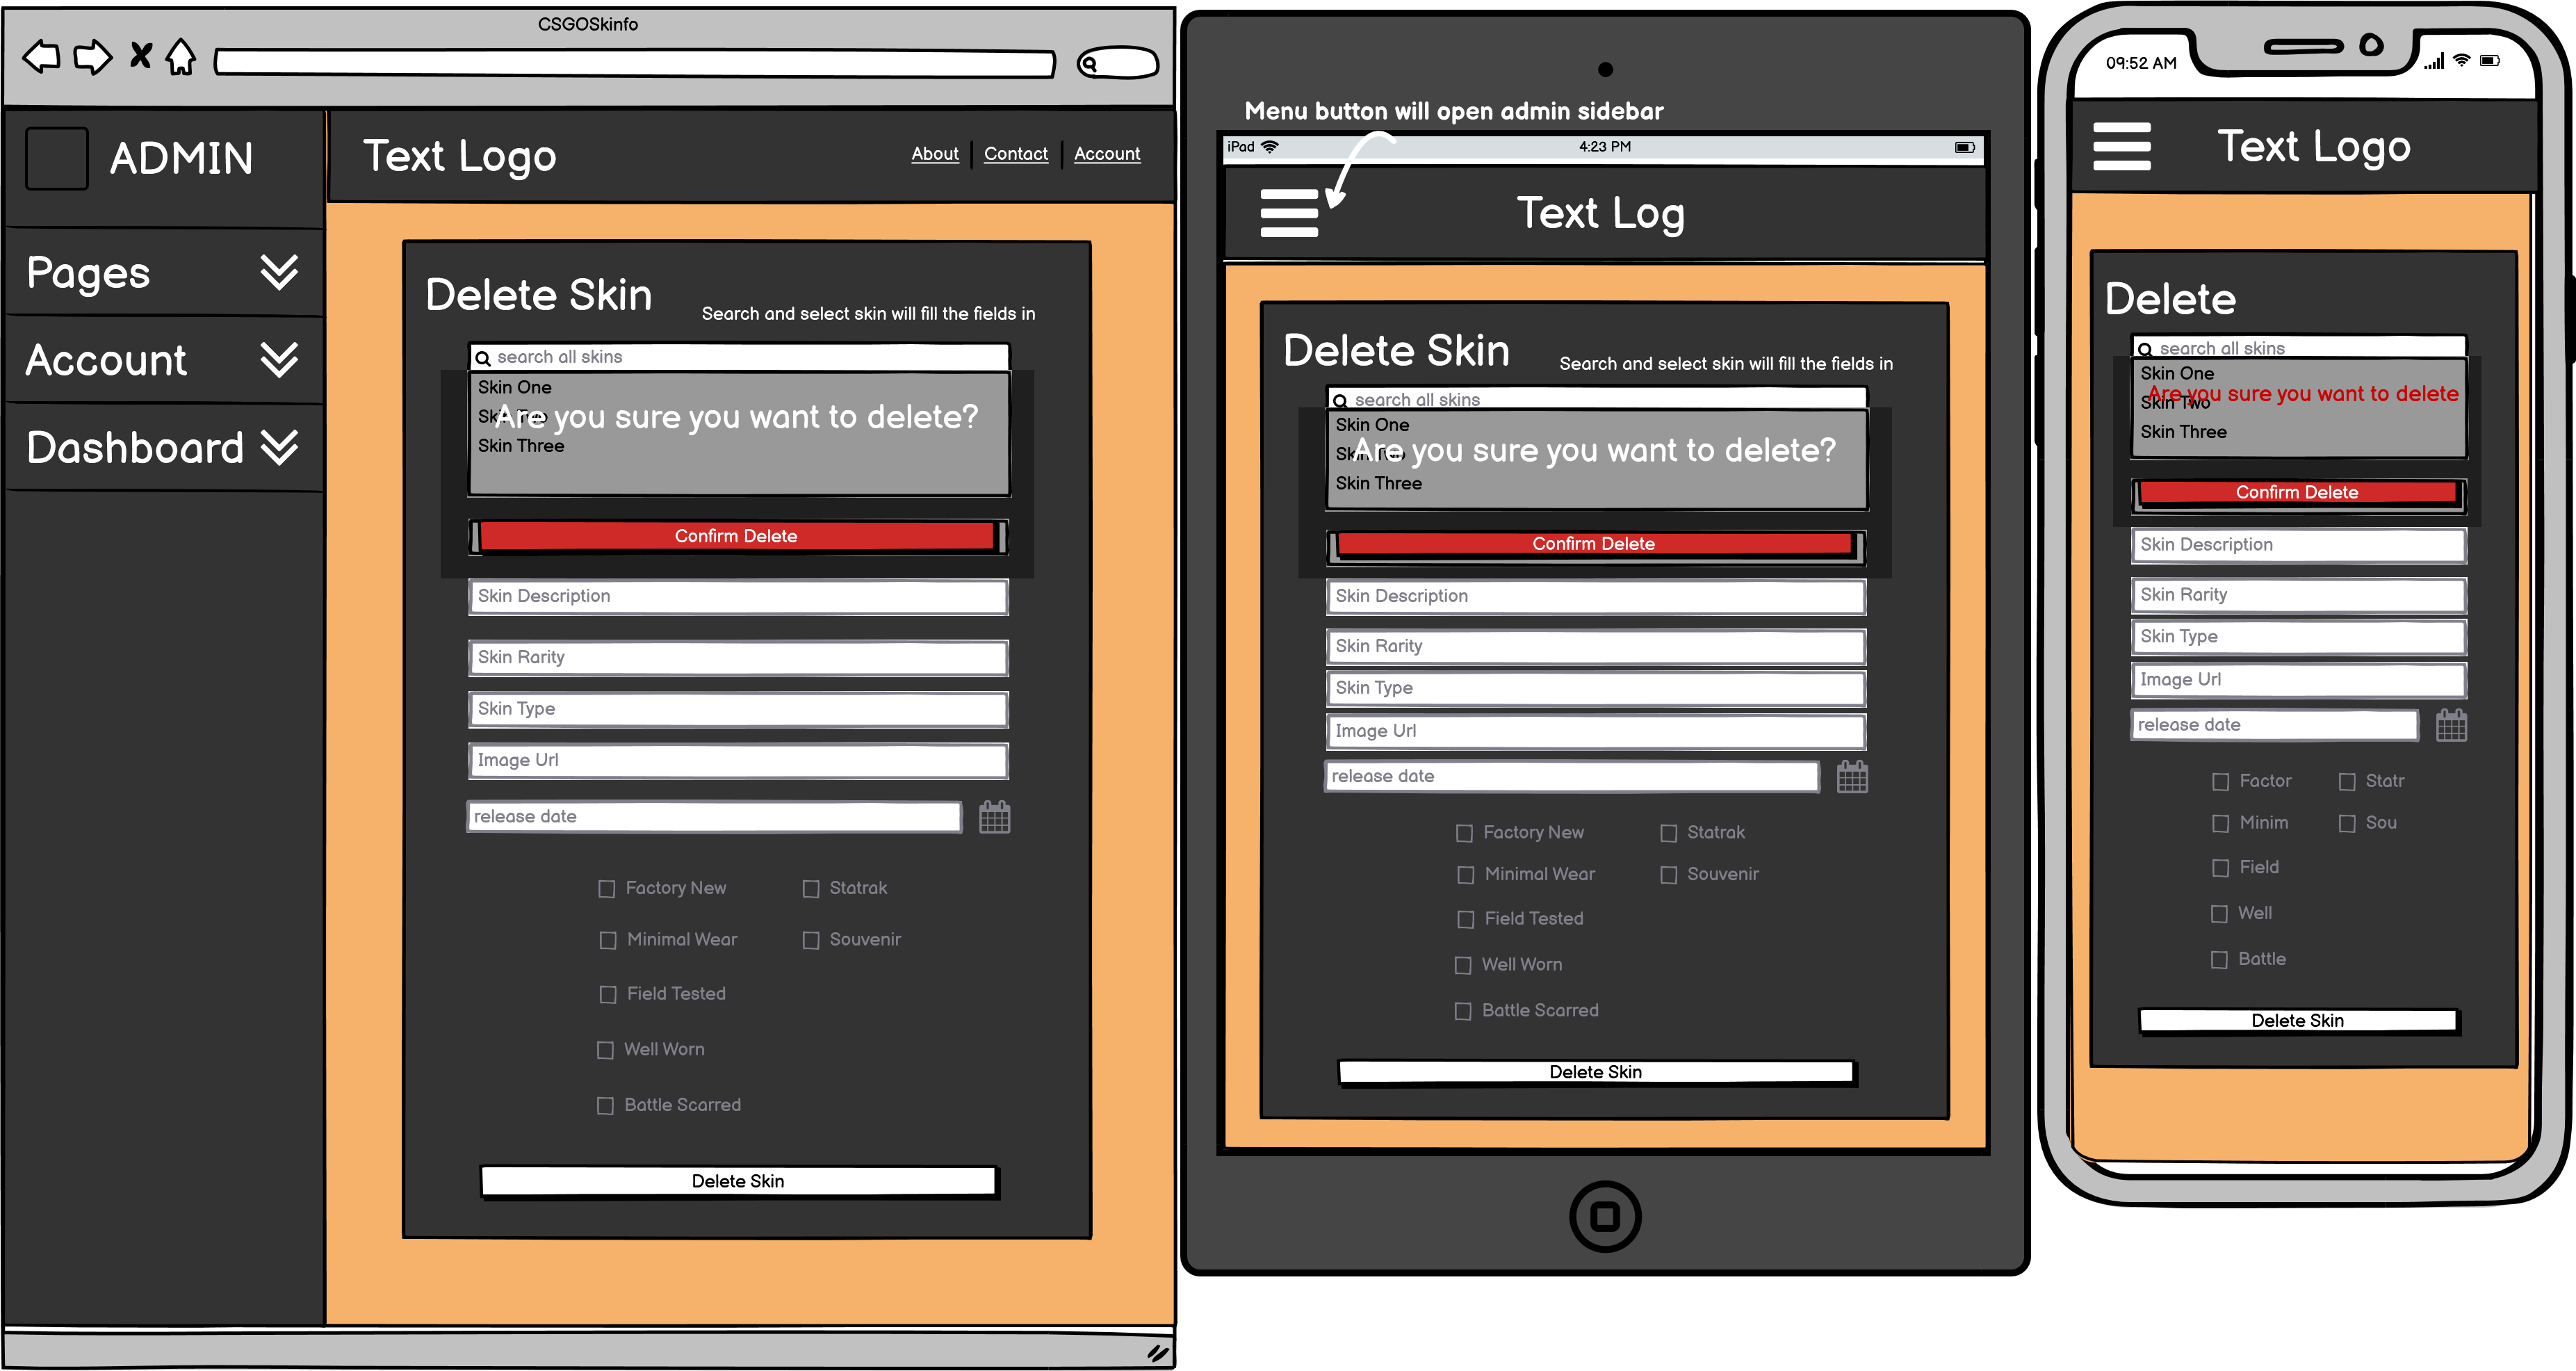 CSGOSkinfo
ADMIN
Pages
Account
Dashboard
Text Logo
About
Contact
Account
Delete Skin
Search and select skin will fill the fields in
search all skins
Skin One
Skin Two
Are you sure you want to delete?
Skin Three
Confirm Delete
Skin Description
Skin Rarity
Skin Type
Image Url
release date
Factory New
Statrak
Minimal Wear
Souvenir
Field Tested
Well Worn
Battle Scarred
Delete Skin
Menu button will open admin sidebar
iPad
4:23 PM
Text Log
Delete Skin
Search and select skin will fill the fields in
search all skins
Skin One
Skin Two
Are you sure you want to delete?
Skin Three
Confirm Delete
Skin Description
Skin Rarity
Skin Type
Image Url
release date
Factory New
Statrak
Minimal Wear
Souvenir
Field Tested
Well Worn
Battle Scarred
Delete Skin
09:52 AM
Text Logo
Delete
search all skins
Skin One
Are you sure you want to delete
Skin Two
Skin Three
Confirm Delete
Skin Description
Skin Rarity
Skin Type
Image Url
release date
Factor
Statr
Minim
Sou
Field
Well
Battle
Delete Skin